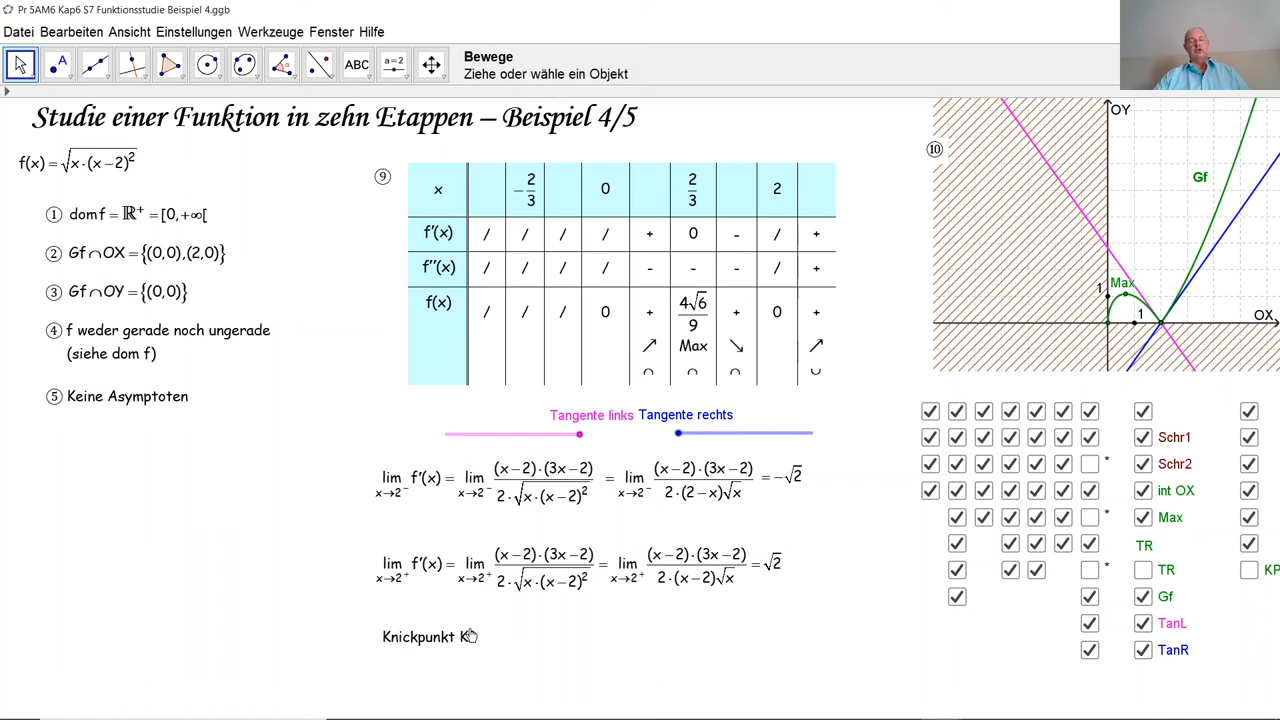 Pr 5AM6 Kap6 S7 Funktionsstudie Beispiel 4.ggb
Datei Bearbeiten Ansicht Einstellungen Werkzeuge Fenster Hilfe
A
ABC
a=2
Bewege
Ziehe oder wähle ein Objekt
Studie einer Funktion in zehn Etappen – Beispiel 4/5
f(x) = √(x·(x−2)²)
① dom f = ℝ⁺ = [0,+∞[
② Gf ∩ OX = {(0,0),(2,0)}
③ Gf ∩ OY = {(0,0)}
④ f weder gerade noch ungerade
(siehe dom f)
⑤ Keine Asymptoten
⑨
x −2/3 0 2/3 2
f'(x) / / / / + 0 - / +
f''(x) / / / / - - - / +
f(x) / / / 0 + 4√6/9 + 0 +
↗ Max ↘ ↗
∩ ∩ ∩ ∪
Tangente links Tangente rechts
lim x→2⁻ f'(x) = lim x→2⁻ (x−2)·(3x−2) / 2·√(x·(x−2)²) = lim x→2⁻ (x−2)·(3x−2) / 2·(2−x)√x = −√2
lim x→2⁺ f'(x) = lim x→2⁺ (x−2)·(3x−2) / 2·√(x·(x−2)²) = lim x→2⁺ (x−2)·(3x−2) / 2·(x−2)√x = √2
Knickpunkt K
⑩
OY
Gf
Max
1
1
OX
Schr1
* Schr2
int OX
* Max
TR
* TR KP
Gf
TanL
TanR